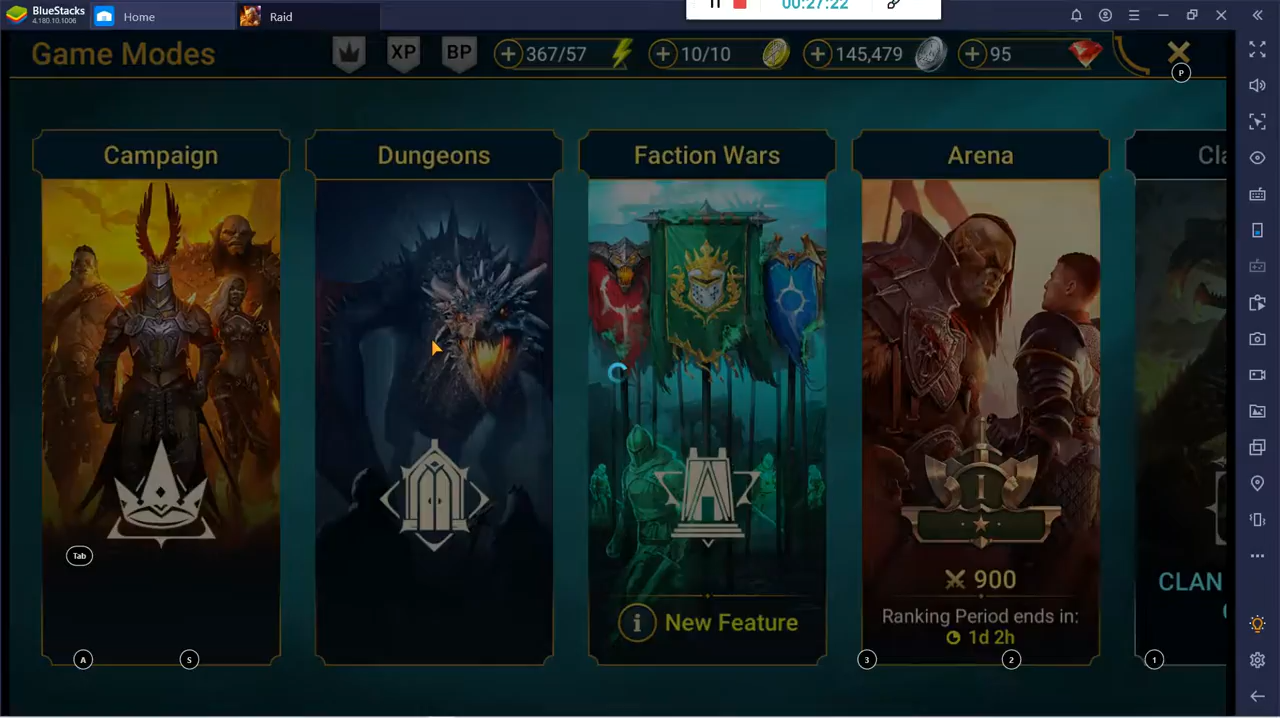 BlueStacks
4.180.10.1006
Home
Raid
00:27:22
Game Modes
XP
BP
367/57
10/10
145,479
95
P
Campaign
Dungeons
Faction Wars
Arena
Cla
I
Tab
900
CLAN
New Feature
Ranking Period ends in:
1d 2h
A
S
3
2
1